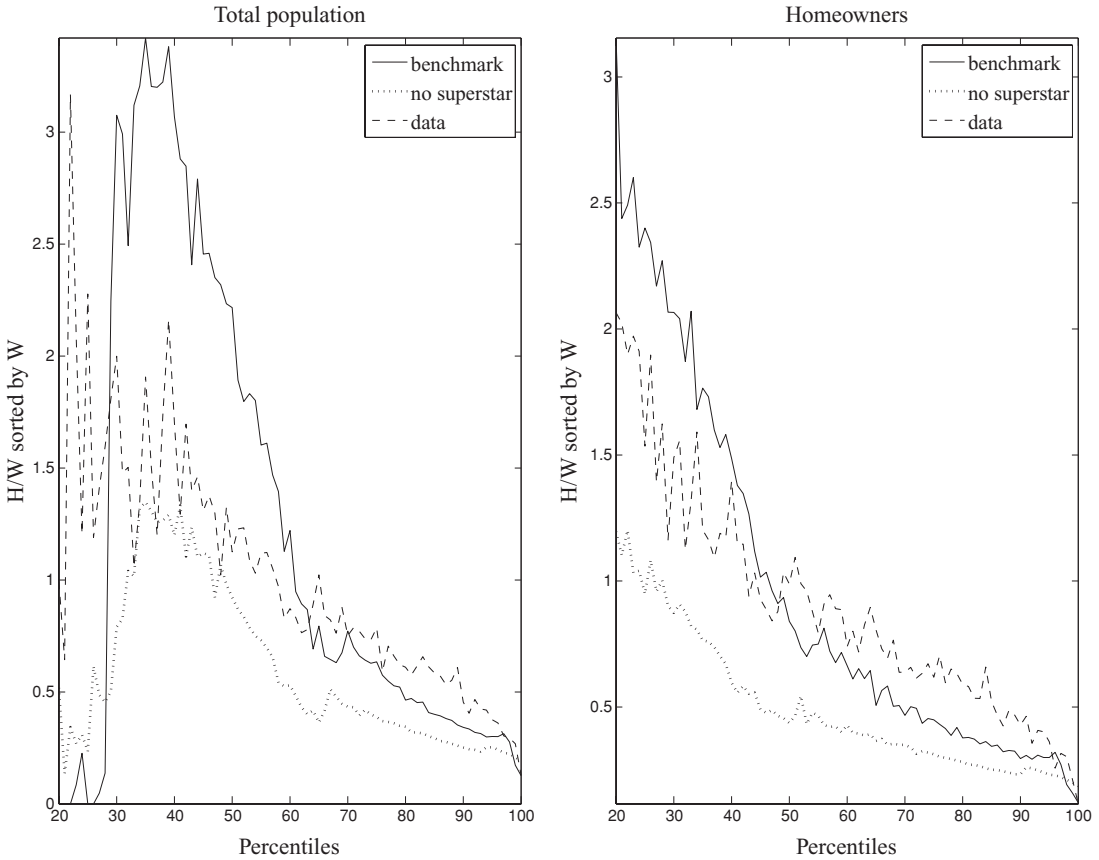 Total population
H/W sorted by W
3
2.5
2
1.5
1
0.5
0
benchmark
no superstar
data
20 30 40 50 60 70 80 90 100
Percentiles
Homeowners
H/W sorted by W
3
2.5
2
1.5
1
0.5
benchmark
no superstar
data
20 30 40 50 60 70 80 90 100
Percentiles